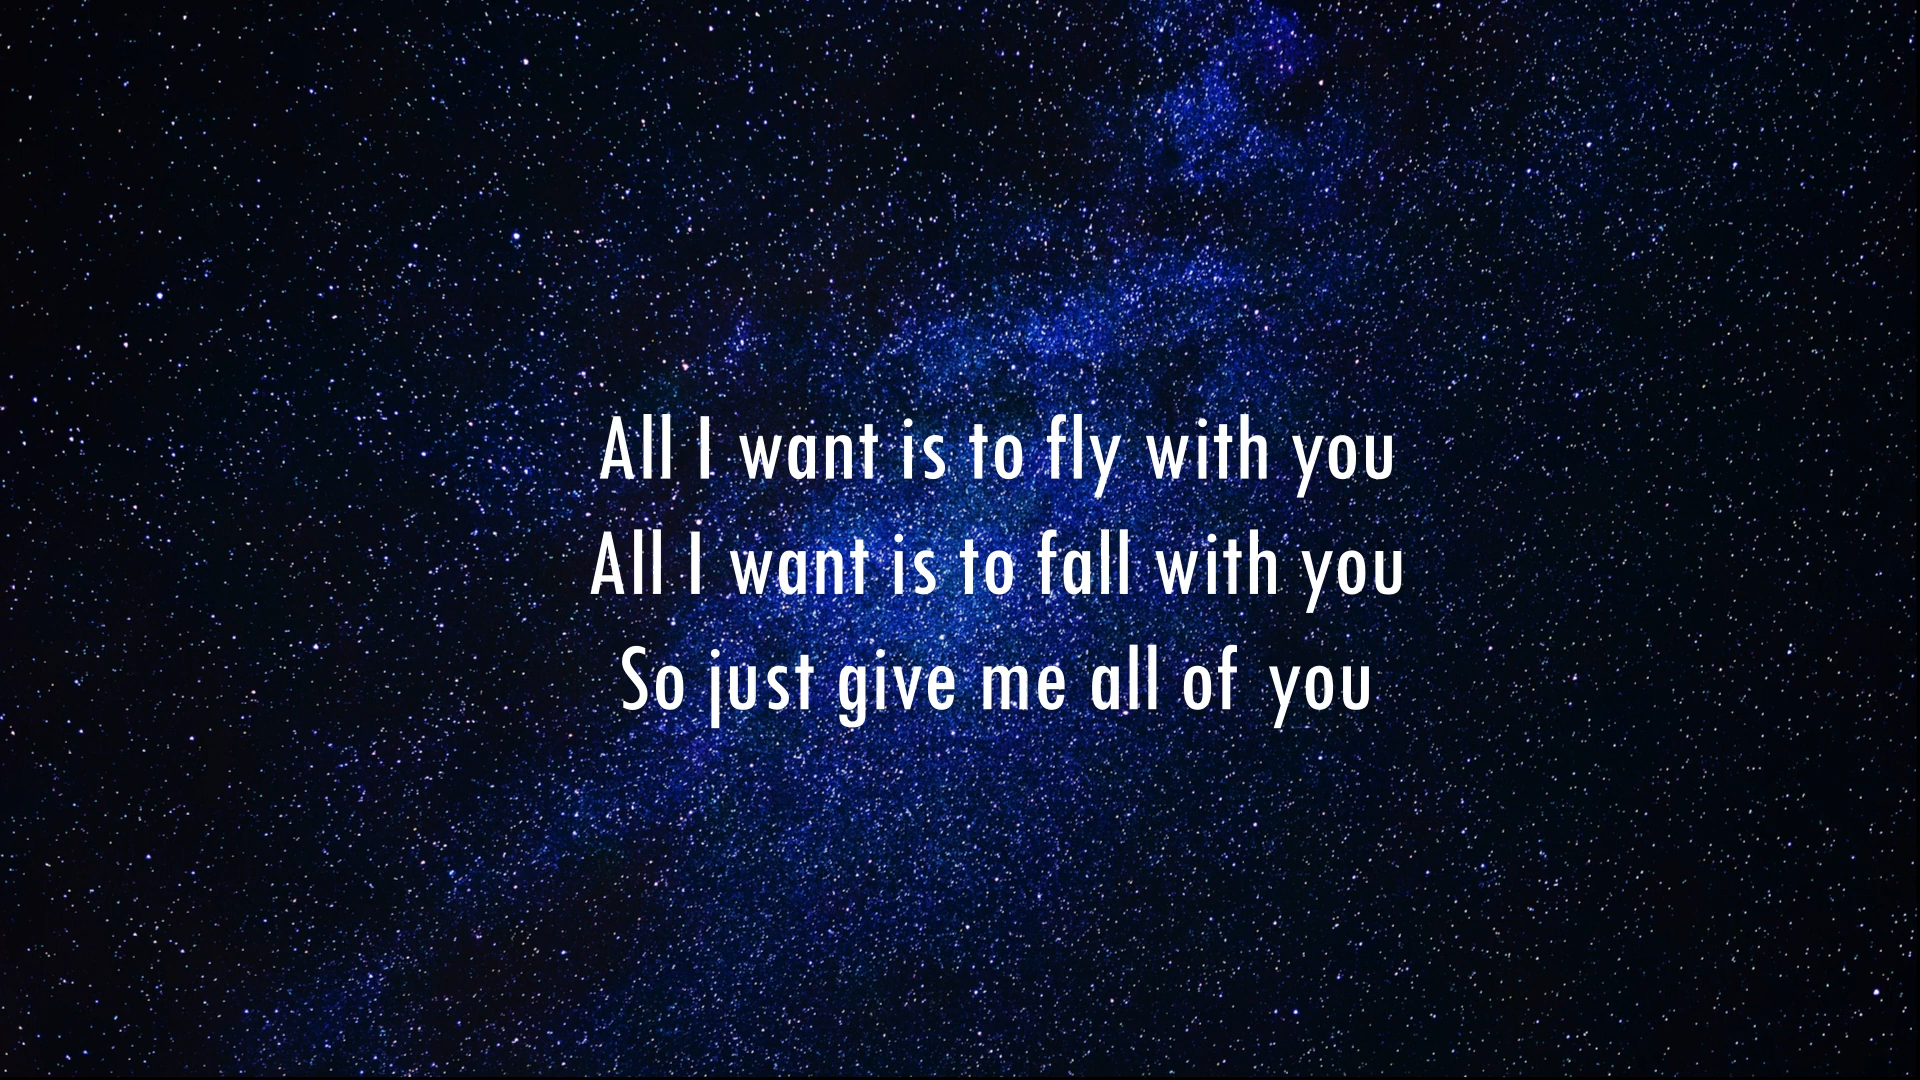 All I want is to fly with you
All I want is to fall with you
So just give me all of you